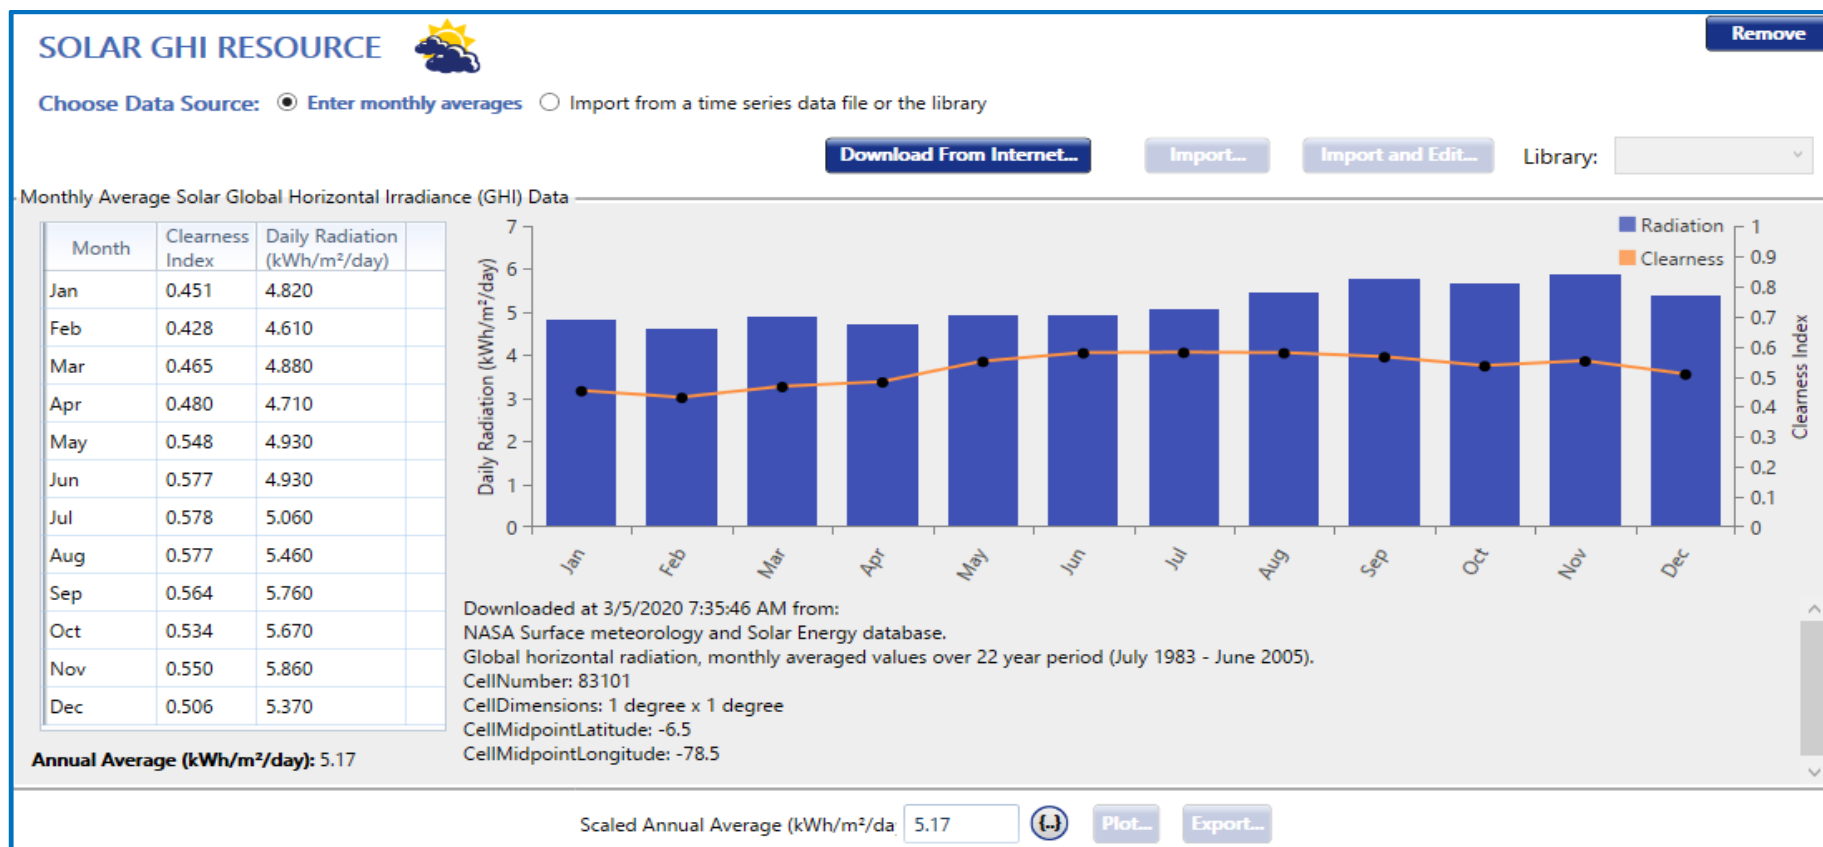 SOLAR GHI RESOURCE
Remove
Choose Data Source: Enter monthly averages Import from a time series data file or the library
Download From Internet... Import... Import and Edit... Library:
Monthly Average Solar Global Horizontal Irradiance (GHI) Data
Month Clearness Index Daily Radiation (kWh/m²/day)
Jan 0.451 4.820
Feb 0.428 4.610
Mar 0.465 4.880
Apr 0.480 4.710
May 0.548 4.930
Jun 0.577 4.930
Jul 0.578 5.060
Aug 0.577 5.460
Sep 0.564 5.760
Oct 0.534 5.670
Nov 0.550 5.860
Dec 0.506 5.370
Annual Average (kWh/m²/day): 5.17
Daily Radiation (kWh/m²/day)
7
6
5
4
3
2
1
0
Radiation
Clearness
1
0.9
0.8
0.7
0.6
0.5
0.4
0.3
0.2
0.1
0
Clearness Index
Jan Feb Mar Apr May Jun Jul Aug Sep Oct Nov Dec
Downloaded at 3/5/2020 7:35:46 AM from:
NASA Surface meteorology and Solar Energy database.
Global horizontal radiation, monthly averaged values over 22 year period (July 1983 - June 2005).
CellNumber: 83101
CellDimensions: 1 degree x 1 degree
CellMidpointLatitude: -6.5
CellMidpointLongitude: -78.5
Scaled Annual Average (kWh/m²/da 5.17 {..} Plot... Export...